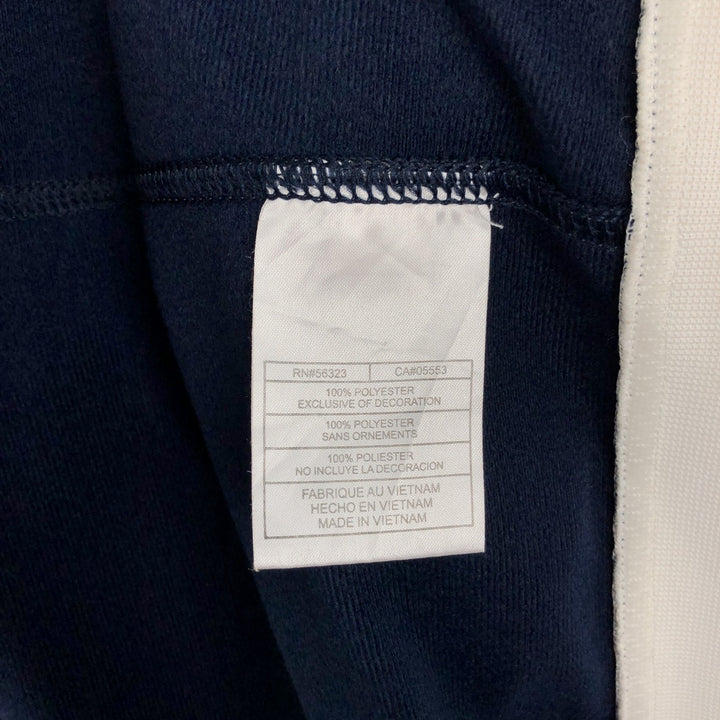 RN#56323 CA#05553
100% POLYESTER
EXCLUSIVE OF DECORATION
100% POLYESTER
SANS ORNEMENTS
100% POLIESTER
NO INCLUYE LA DECORACION
FABRIQUE AU VIETNAM
HECHO EN VIETNAM
MADE IN VIETNAM